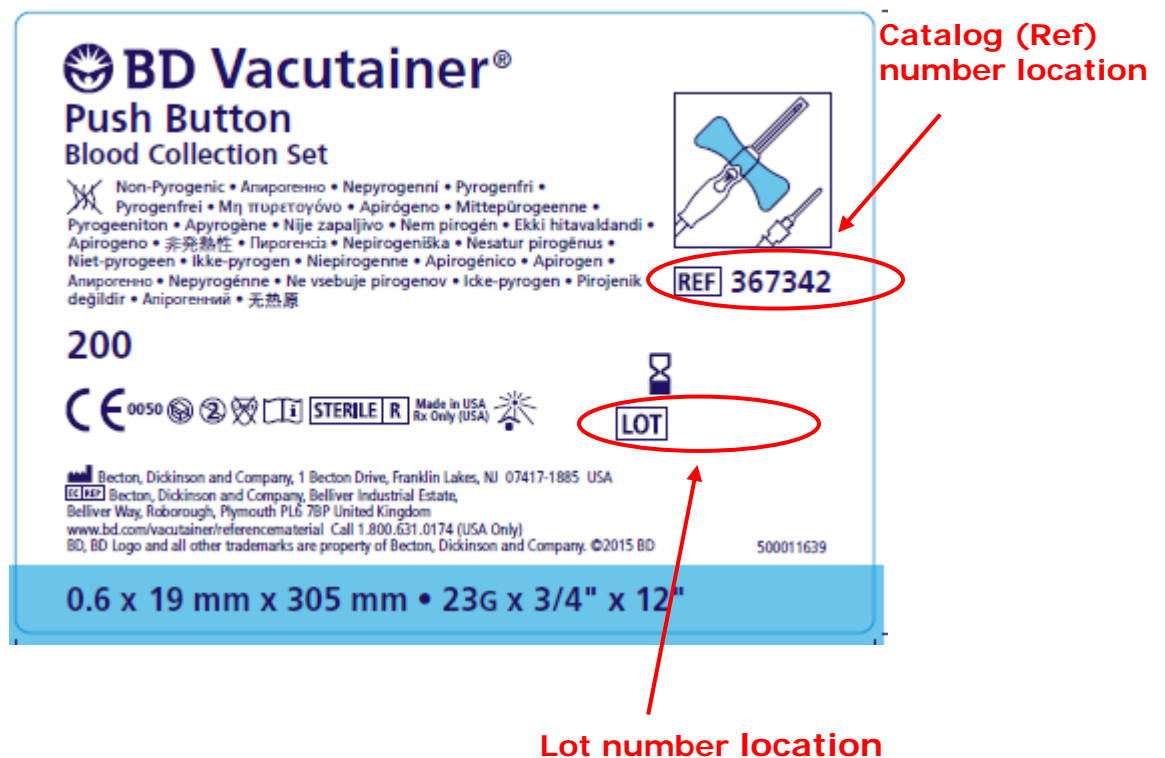 Catalog (Ref)
number location
BD Vacutainer®
Push Button
Blood Collection Set
Non-Pyrogenic • Апирогенно • Nepyrogenní • Pyrogenfri •
Pyrogenfrei • Μη πυρετογόνο • Apirógeno • Mittepürogeenne •
Pyrogeeniton • Apyrogène • Nije zapaljivo • Nem pirogén • Ekki hitavaldandi •
Apirogeno • 非発熱性 • Пирогенсіз • Nepirogeniška • Nesatur pirogēnus •
Niet-pyrogeen • Ikke-pyrogen • Niepirogenne • Apirogénico • Apirogen •
Апирогенно • Nepyrogénne • Ne vsebuje pirogenov • Icke-pyrogen • Pirojenik
değildir • Апірогенний • 无热原
REF 367342
200
CE 0050 2 i STERILE R Made in USA
Rx Only (USA)
LOT
Becton, Dickinson and Company, 1 Becton Drive, Franklin Lakes, NJ 07417-1885 USA
EC REP Becton, Dickinson and Company, Belliver Industrial Estate,
Belliver Way, Roborough, Plymouth PL6 7BP United Kingdom
www.bd.com/vacutainer/referencematerial Call 1.800.631.0174 (USA Only)
BD, BD Logo and all other trademarks are property of Becton, Dickinson and Company. ©2015 BD
500011639
0.6 x 19 mm x 305 mm • 23G x 3/4" x 12"
Lot number location